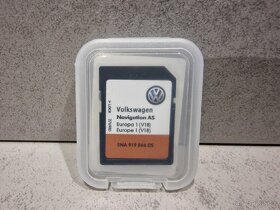 Volkswagen
Navigation AS
Europa 1 (V18)
Europe 1 (V18)
5NA 919 866 DS